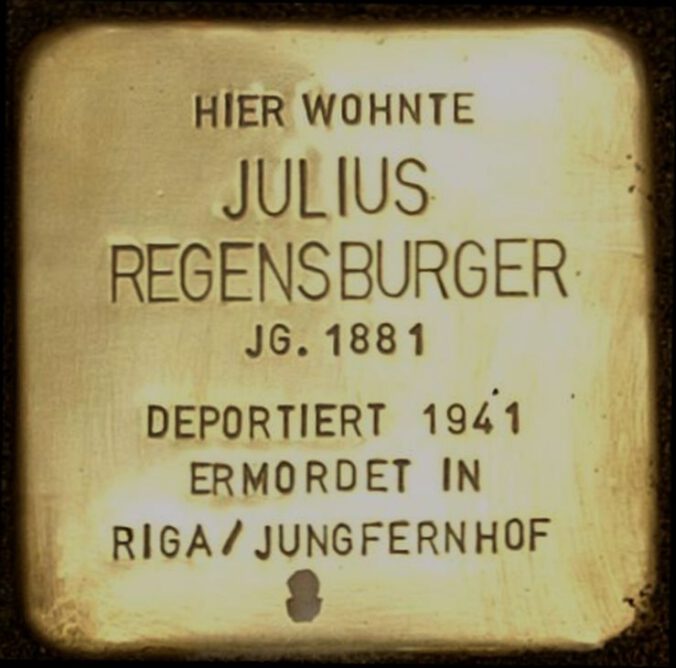 HIER WOHNTE
JULIUS
REGENSBURGER
JG. 1881
DEPORTIERT 1941
ERMORDET IN
RIGA/JUNGFERNHOF